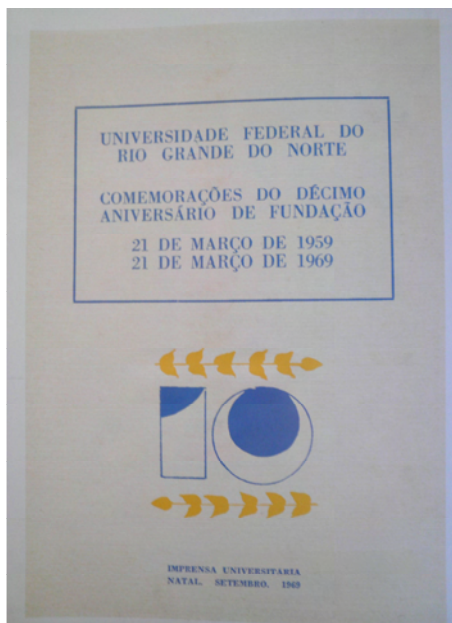 UNIVERSIDADE FEDERAL DO
RIO GRANDE DO NORTE
COMEMORAÇÕES DO DÉCIMO
ANIVERSÁRIO DE FUNDAÇÃO
21 DE MARÇO DE 1959
21 DE MARÇO DE 1969
10
IMPRENSA UNIVERSITARIA
NATAL, SETEMBRO, 1969